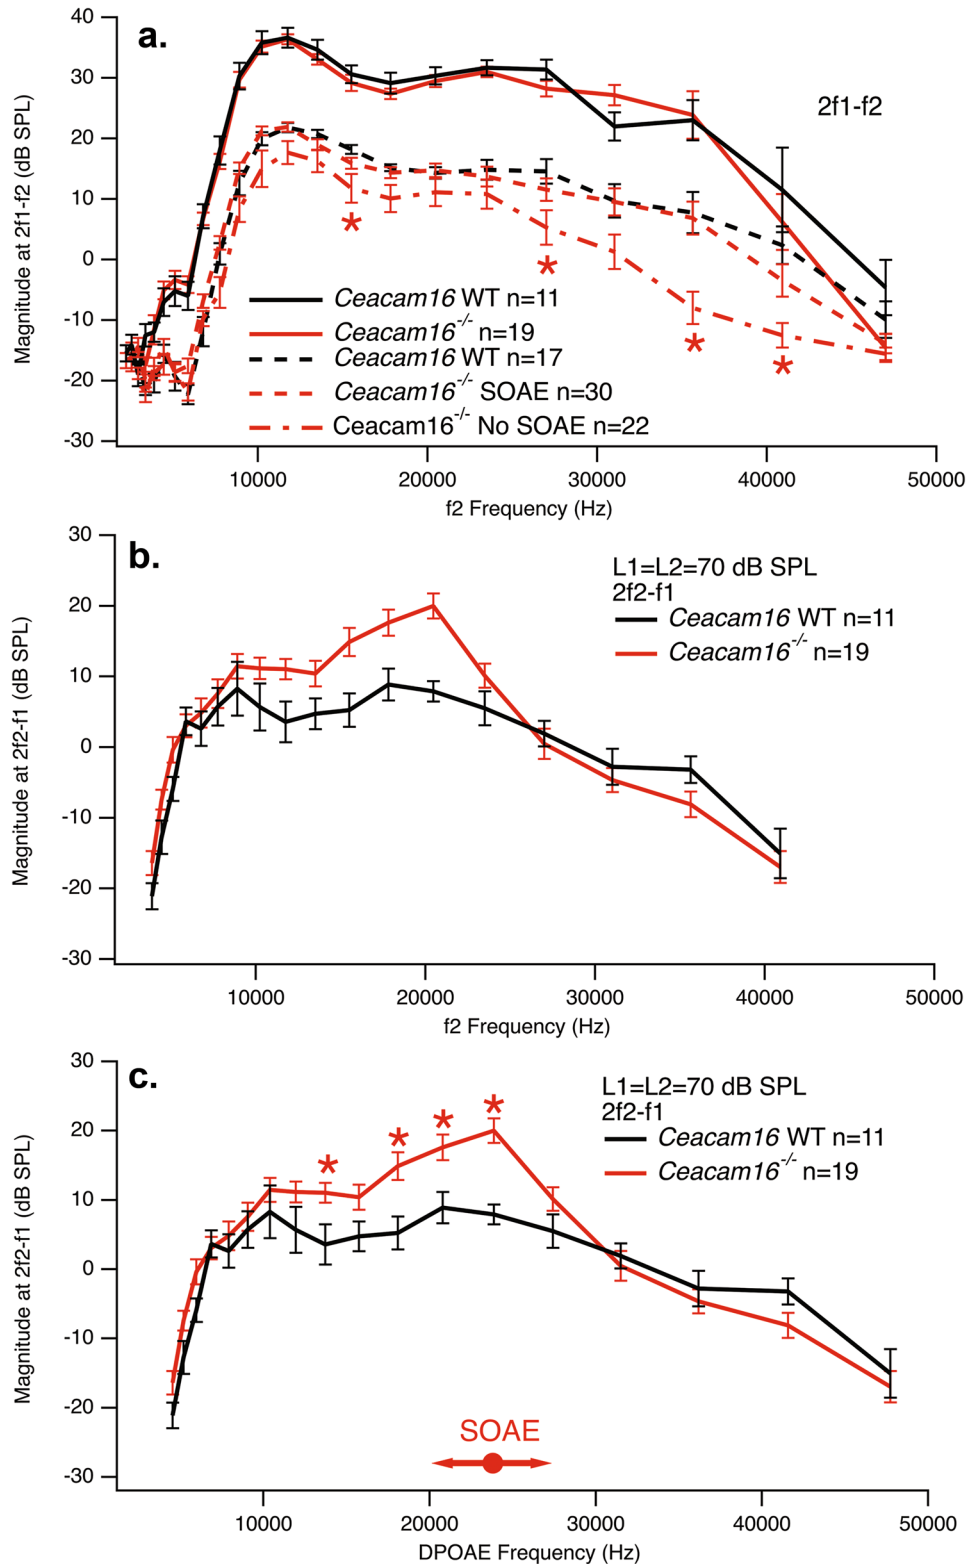 a.
40
30
20
10
0
-10
-20
-30
Magnitude at 2f1-f2 (dB SPL)
2f1-f2
*
*
*
*
Ceacam16 WT n=11
Ceacam16-/- n=19
Ceacam16 WT n=17
Ceacam16-/- SOAE n=30
Ceacam16-/- No SOAE n=22
10000 20000 30000 40000 50000
f2 Frequency (Hz)
b.
30
20
10
0
-10
-20
-30
Magnitude at 2f2-f1 (dB SPL)
L1=L2=70 dB SPL
2f2-f1
Ceacam16 WT n=11
Ceacam16-/- n=19
10000 20000 30000 40000 50000
f2 Frequency (Hz)
c.
30
20
10
0
-10
-20
-30
Magnitude at 2f2-f1 (dB SPL)
L1=L2=70 dB SPL
2f2-f1
Ceacam16 WT n=11
Ceacam16-/- n=19
*
*
*
*
SOAE
10000 20000 30000 40000 50000
DPOAE Frequency (Hz)